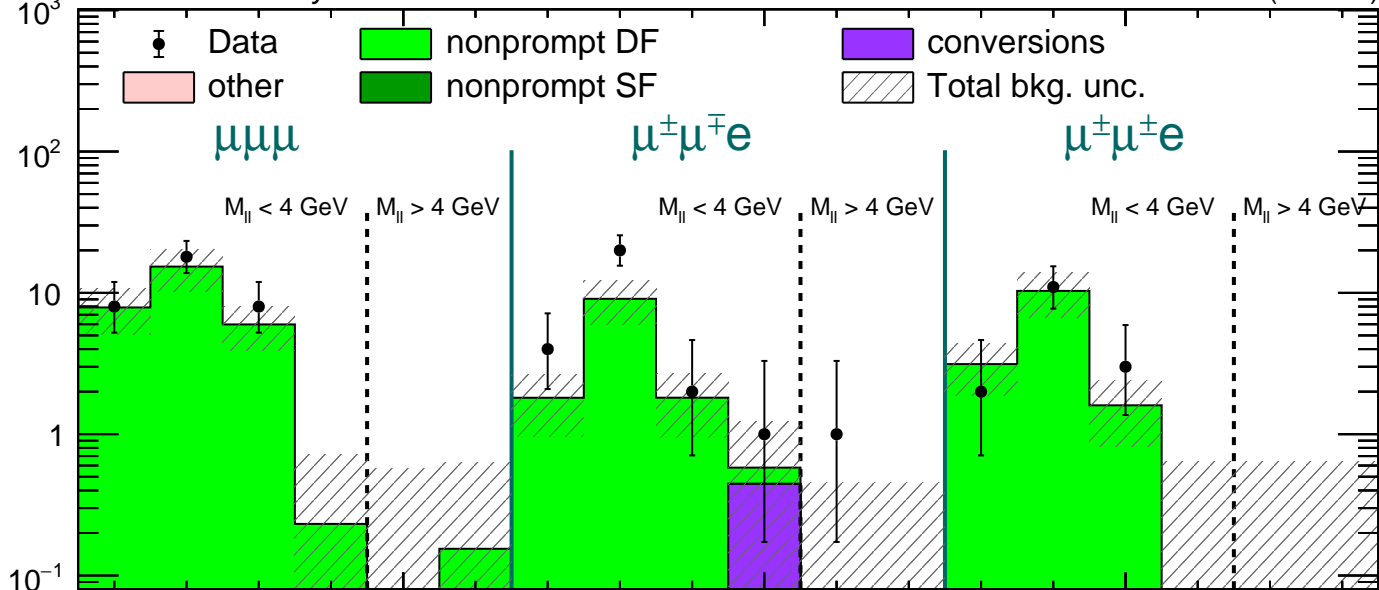 10³
Data nonprompt DF conversions
other nonprompt SF Total bkg. unc.
μμμ μ±μ∓e μ±μ±e
10²
M_ll < 4 GeV M_ll > 4 GeV M_ll < 4 GeV M_ll > 4 GeV M_ll < 4 GeV M_ll > 4 GeV
10
1
10⁻¹